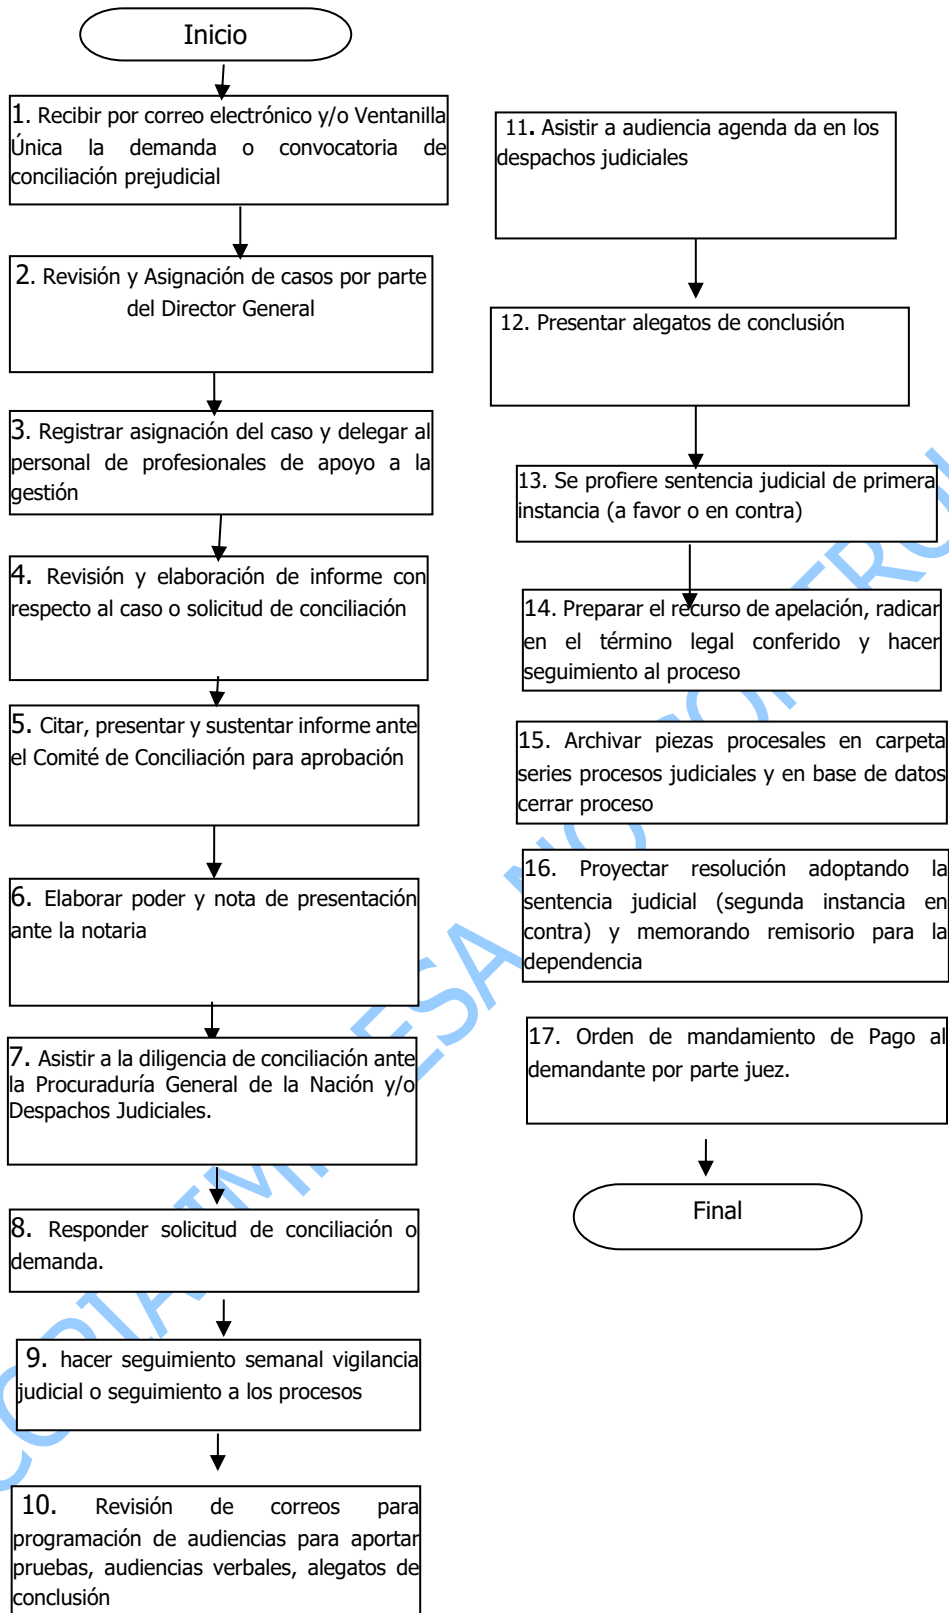 Inicio
1. Recibir por correo electrónico y/o Ventanilla
Única la demanda o convocatoria de
conciliación prejudicial
2. Revisión y Asignación de casos por parte
del Director General
3. Registrar asignación del caso y delegar al
personal de profesionales de apoyo a la
gestión
4. Revisión y elaboración de informe con
respecto al caso o solicitud de conciliación
5. Citar, presentar y sustentar informe ante
el Comité de Conciliación para aprobación
6. Elaborar poder y nota de presentación
ante la notaria
7. Asistir a la diligencia de conciliación ante
la Procuraduría General de la Nación y/o
Despachos Judiciales.
8. Responder solicitud de conciliación o
demanda.
9. hacer seguimiento semanal vigilancia
judicial o seguimiento a los procesos
10. Revisión de correos para
programación de audiencias para aportar
pruebas, audiencias verbales, alegatos de
conclusión
11. Asistir a audiencia agenda da en los
despachos judiciales
12. Presentar alegatos de conclusión
13. Se profiere sentencia judicial de primera
instancia (a favor o en contra)
14. Preparar el recurso de apelación, radicar
en el término legal conferido y hacer
seguimiento al proceso
15. Archivar piezas procesales en carpeta
series procesos judiciales y en base de datos
cerrar proceso
16. Proyectar resolución adoptando la
sentencia judicial (segunda instancia en
contra) y memorando remisorio para la
dependencia
17. Orden de mandamiento de Pago al
demandante por parte juez.
Final